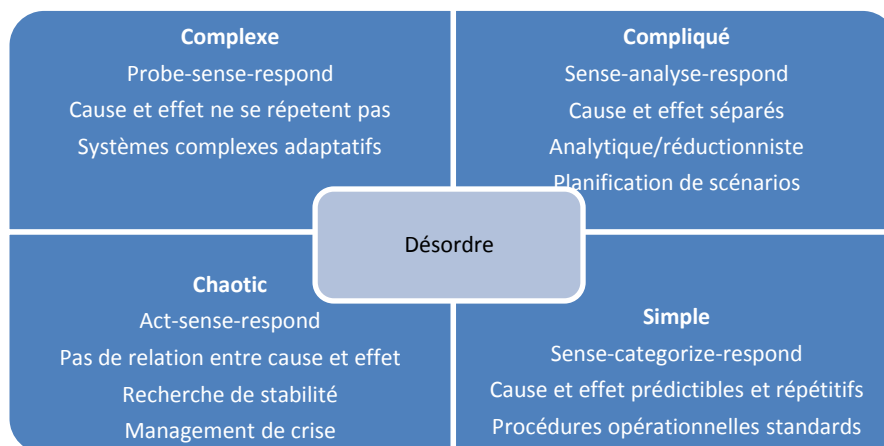 Complexe
Probe-sense-respond
Cause et effet ne se répetent pas
Systèmes complexes adaptatifs
Compliqué
Sense-analyse-respond
Cause et effet séparés
Analytique/réductionniste
Planification de scénarios
Désordre
Chaotic
Act-sense-respond
Pas de relation entre cause et effet
Recherche de stabilité
Management de crise
Simple
Sense-categorize-respond
Cause et effet prédictibles et répétitifs
Procédures opérationnelles standards